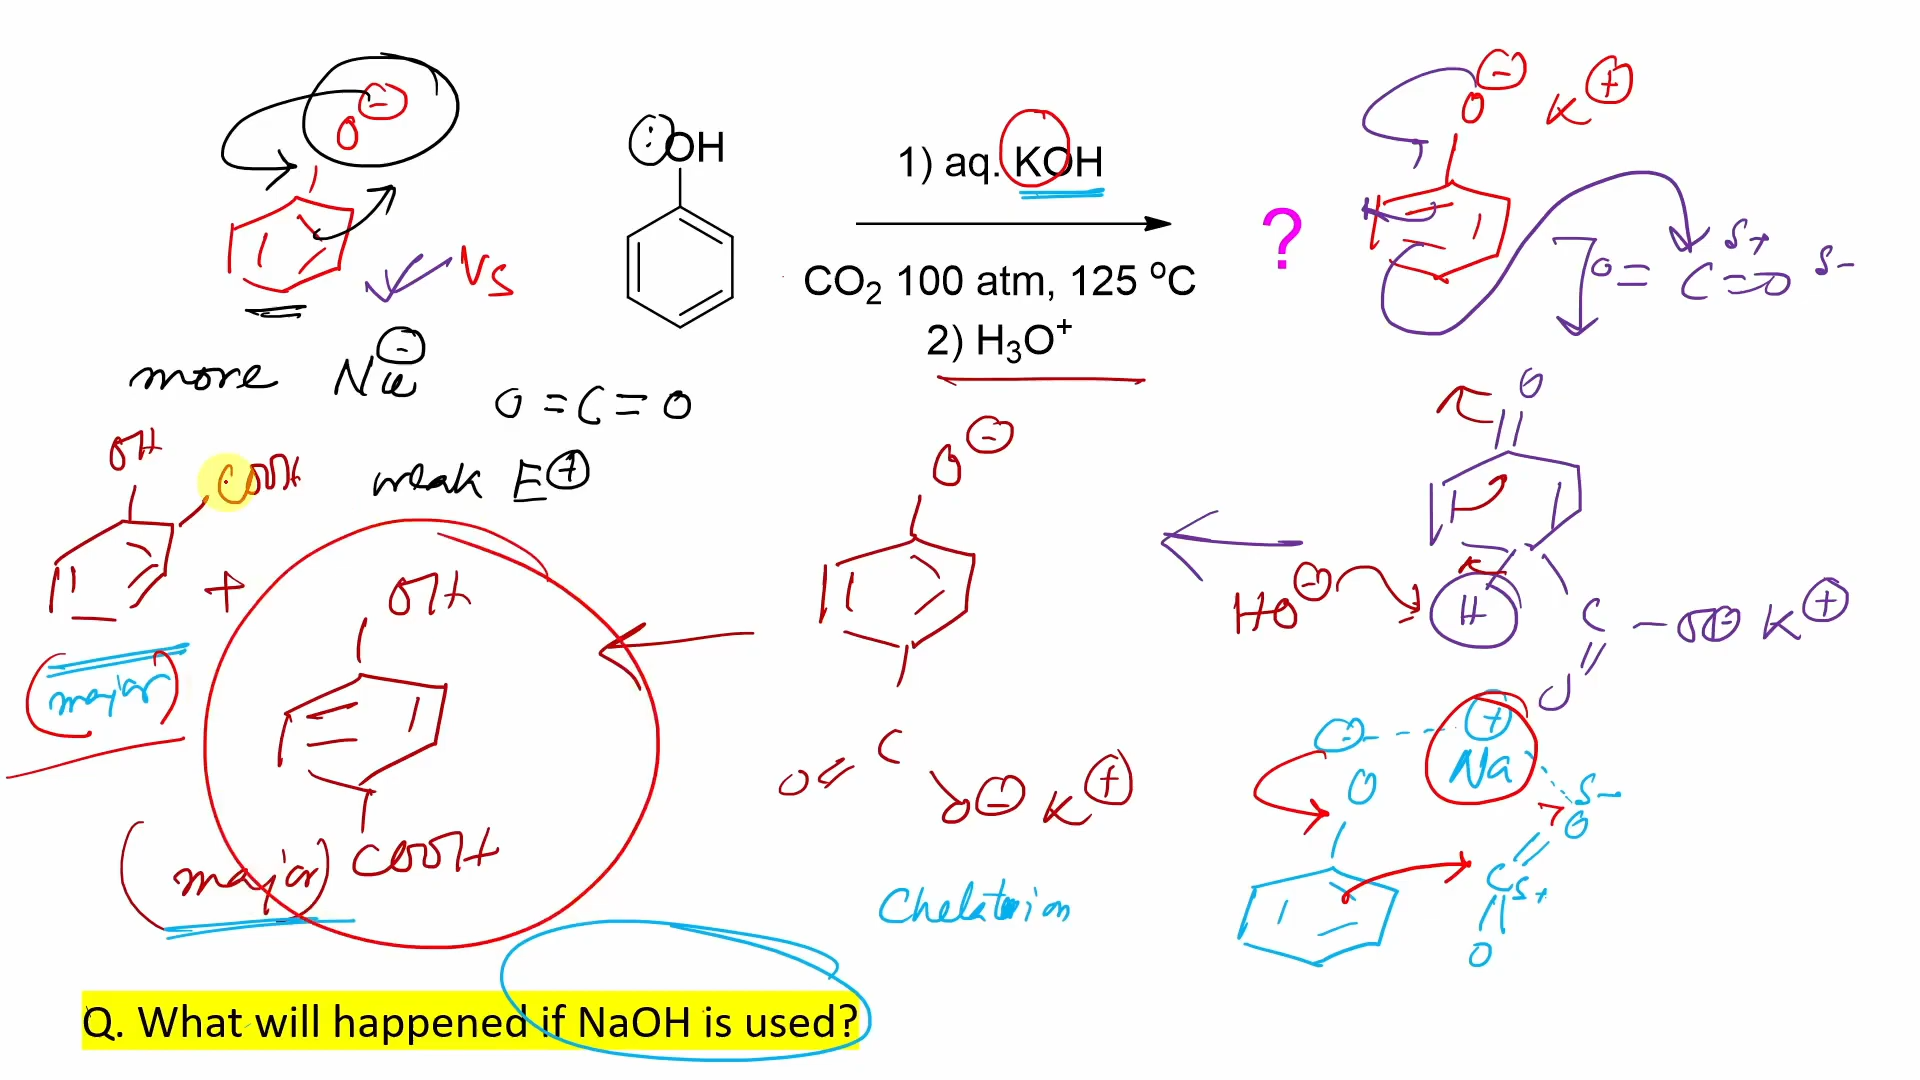 O
:OH
1) aq. KOH
CO₂ 100 atm, 125 ºC
2) H₃O⁺
?
O⁻ K⁺
Vs
O = C = O δ+ δ-
more Nu⁻
O = C = O
weak E⁺
OH
COOH
+
(major)
OH
COOH
(major)
O⁻
C
O
O⁻ K⁺
O
HO⁻
H
C - O⁻ K⁺
O
Chelation
O⁻
Na⁺
O δ-
C δ+
O
Q. What will happened if NaOH is used?